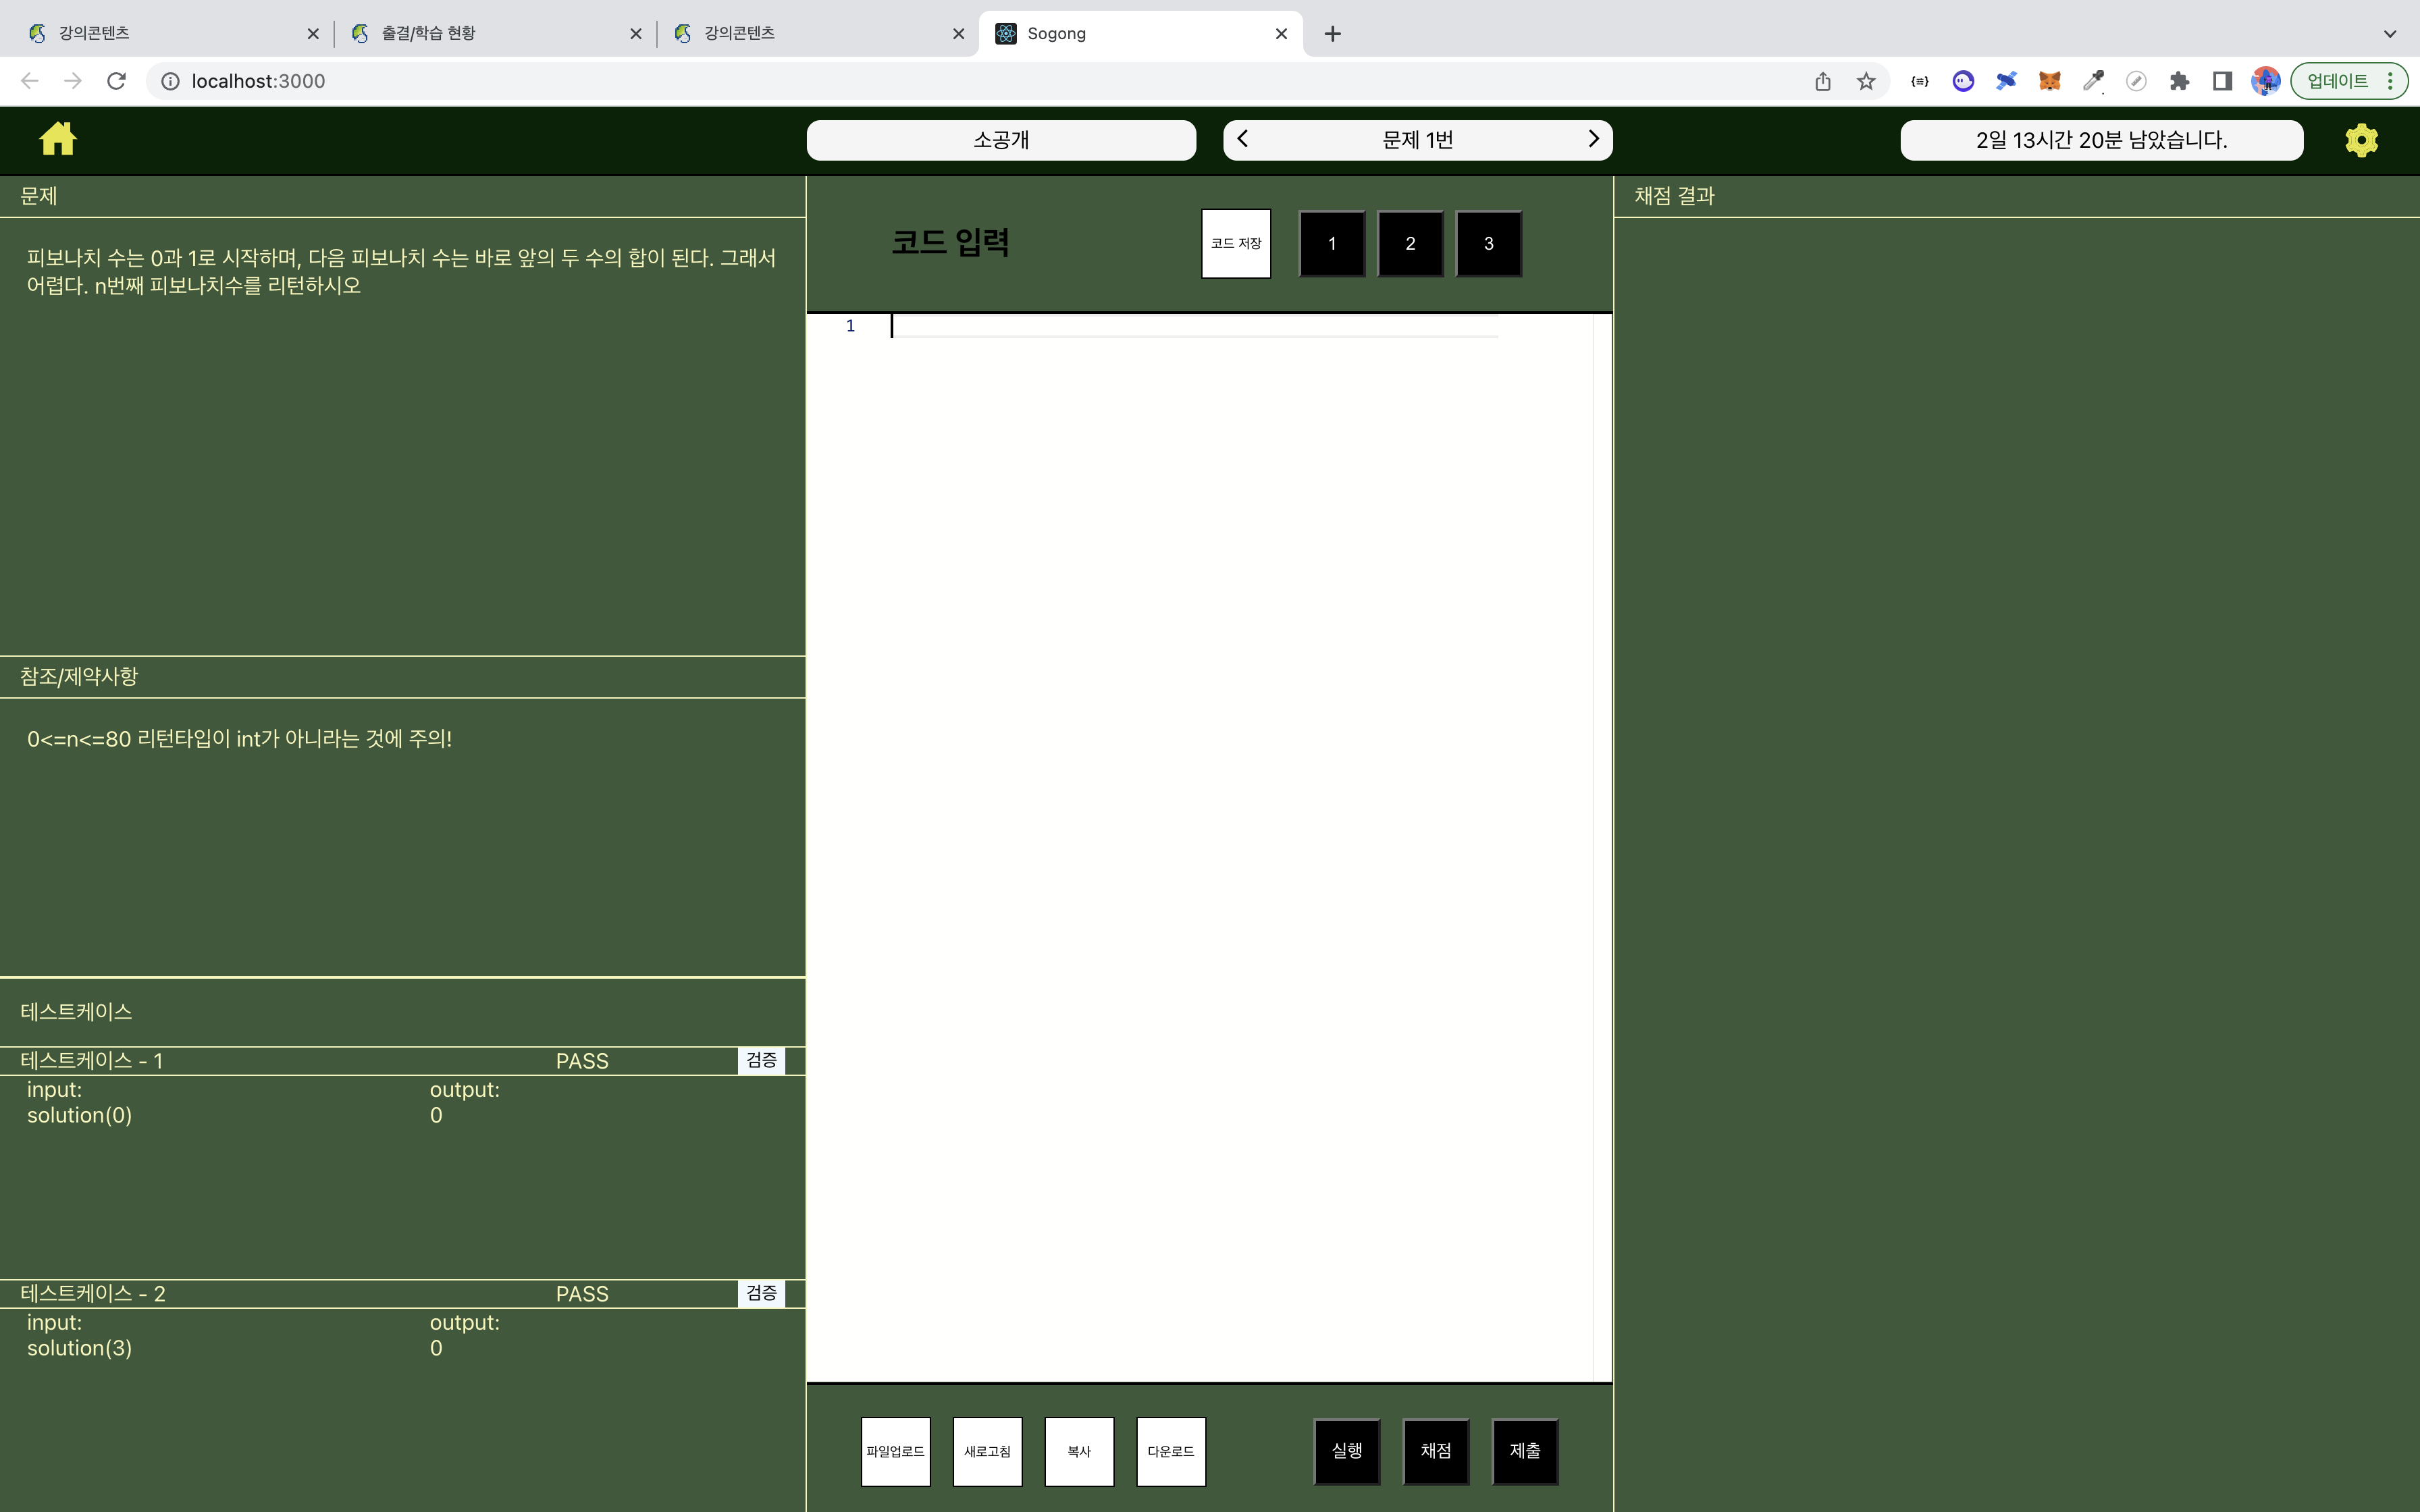 강의콘텐츠
출결/학습 현황
강의콘텐츠
Sogong
localhost:3000
업데이트
소공개
문제 1번
2일 13시간 20분 남았습니다.
문제
피보나치 수는 0과 1로 시작하며, 다음 피보나치 수는 바로 앞의 두 수의 합이 된다. 그래서
어렵다. n번째 피보나치수를 리턴하시오
참조/제약사항
0<=n<=80 리턴타입이 int가 아니라는 것에 주의!
테스트케이스
테스트케이스 - 1 PASS 검증
input: output:
solution(0) 0
테스트케이스 - 2 PASS 검증
input: output:
solution(3) 0
코드 입력
코드 저장
1
2
3
1
파일업로드
새로고침
복사
다운로드
실행
채점
제출
채점 결과